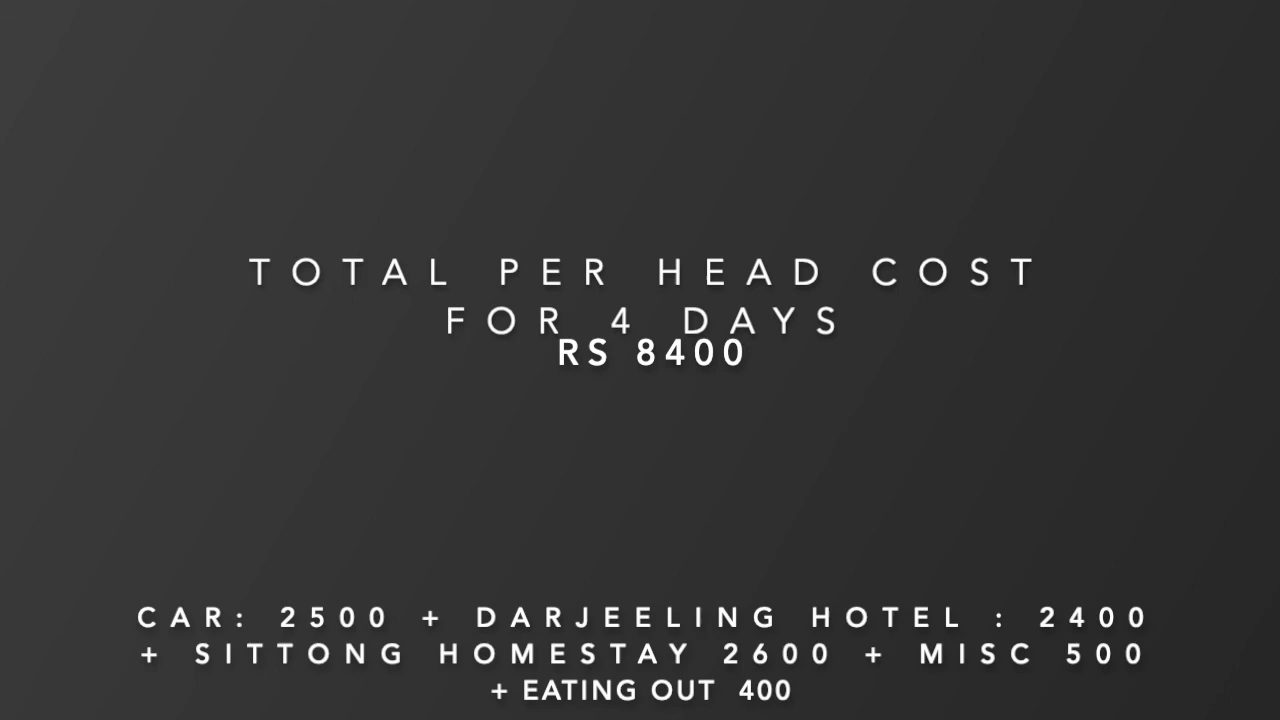 TOTAL PER HEAD COST
FOR 4 DAYS
RS 8400
CAR: 2500 + DARJEELING HOTEL : 2400
+ SITTONG HOMESTAY 2600 + MISC 500
+ EATING OUT 400